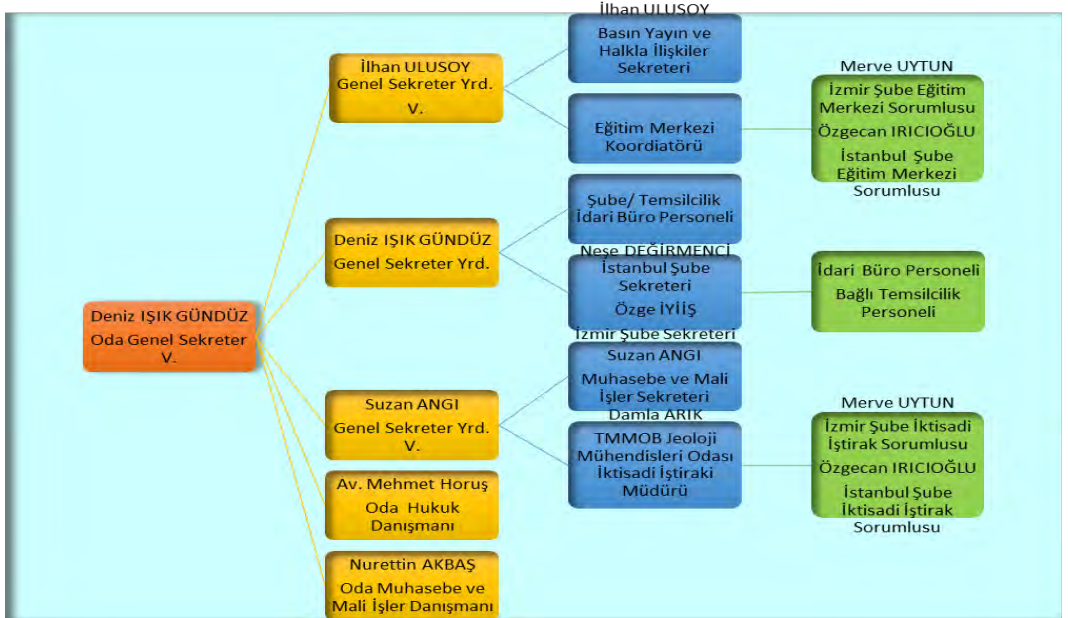 Deniz IŞIK GÜNDÜZ
Oda Genel Sekreter
V.
İlhan ULUSOY
Genel Sekreter Yrd.
V.
Deniz IŞIK GÜNDÜZ
Genel Sekreter Yrd.
Suzan ANGI
Genel Sekreter Yrd.
V.
Av. Mehmet Horuş
Oda Hukuk
Danışmanı
Nurettin AKBAŞ
Oda Muhasebe ve
Mali İşler Danışmanı
İlhan ULUSOY
Basın Yayın ve
Halkla İlişkiler
Sekreteri
Eğitim Merkezi
Koordiatörü
Şube/ Temsilcilik
İdari Büro Personeli
Neşe DEĞİRMENCİ
İstanbul Şube
Sekreteri
Özge İYİİŞ
İzmir Şube Sekreteri
Suzan ANGI
Muhasebe ve Mali
İşler Sekreteri
Damla ARIK
TMMOB Jeoloji
Mühendisleri Odası
İktisadi İştiraki
Müdürü
Merve UYTUN
İzmir Şube Eğitim
Merkezi Sorumlusu
Özgecan IRICIOĞLU
İstanbul Şube
Eğitim Merkezi
Sorumlusu
İdari Büro Personeli
Bağlı Temsilcilik
Personeli
Merve UYTUN
İzmir Şube İktisadi
İştirak Sorumlusu
Özgecan IRICIOĞLU
İstanbul Şube
İktisadi İştirak
Sorumlusu